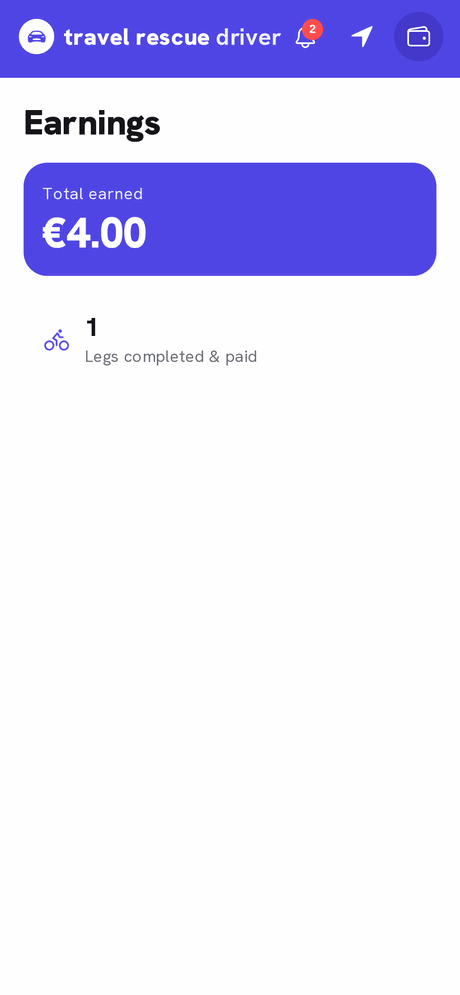 travel rescue driver
2
Earnings
Total earned
€4.00
1
Legs completed & paid